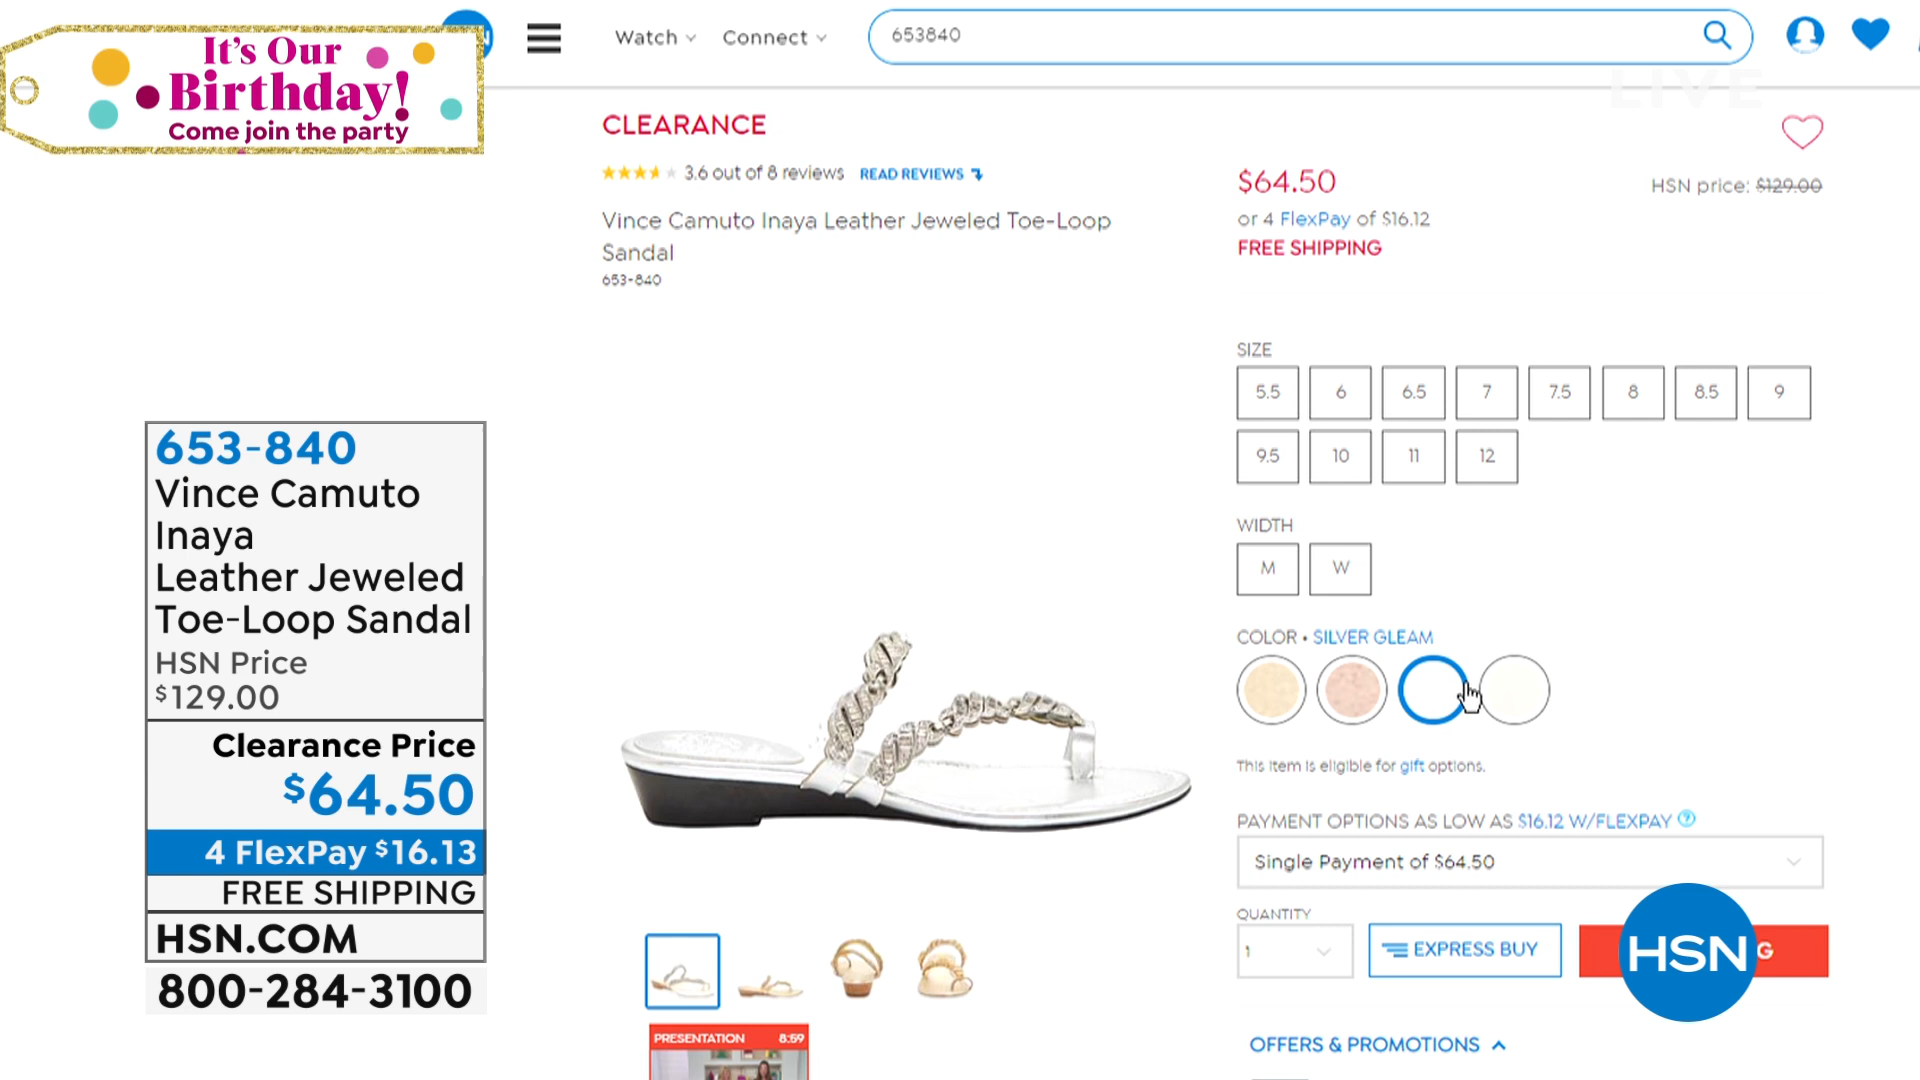 It's Our
Birthday!
Come join the party
Watch
Connect
653840
LIVE
CLEARANCE
3.6 out of 8 reviews READ REVIEWS
Vince Camuto Inaya Leather Jeweled Toe-Loop
Sandal
653-840
$64.50
HSN price: $129.00
or 4 FlexPay of $16.12
FREE SHIPPING
SIZE
5.5 6 6.5 7 7.5 8 8.5 9
9.5 10 11 12
WIDTH
M W
COLOR • SILVER GLEAM
This item is eligible for gift options.
PAYMENT OPTIONS AS LOW AS $16.12 W/FLEXPAY ?
Single Payment of $64.50
QUANTITY
1
EXPRESS BUY
G
HSN
OFFERS & PROMOTIONS
PRESENTATION 8:59
653-840
Vince Camuto
Inaya
Leather Jeweled
Toe-Loop Sandal
HSN Price
$129.00
Clearance Price
$64.50
4 FlexPay $16.13
FREE SHIPPING
HSN.COM
800-284-3100